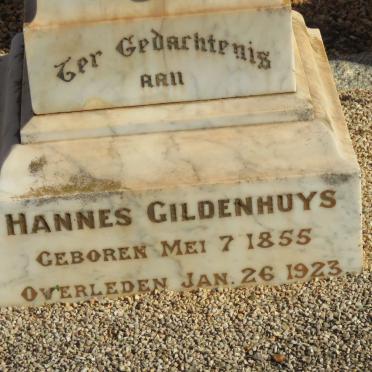 Ter Gedachtenis
aan
HANNES GILDENHUYS
GEBOREN MEI 7 1855
OVERLEDEN JAN. 26 1923